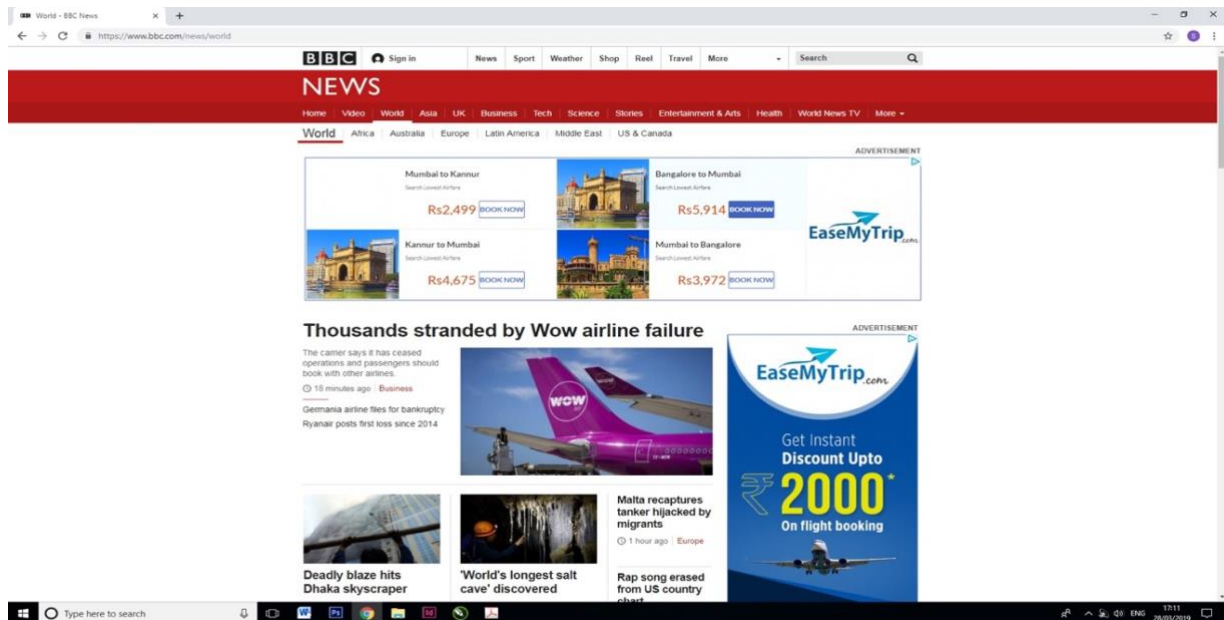 World - BBC News
https://www.bbc.com/news/world
S
BBC Sign in News Sport Weather Shop Reel Travel More Search
NEWS
Home Video World Asia UK Business Tech Science Stories Entertainment & Arts Health World News TV More
World Africa Australia Europe Latin America Middle East US & Canada
ADVERTISEMENT
Mumbai to Kannur
Search Lowest Airfare
Rs2,499 BOOK NOW
Bangalore to Mumbai
Search Lowest Airfare
Rs5,914 BOOK NOW
Kannur to Mumbai
Search Lowest Airfare
Rs4,675 BOOK NOW
Mumbai to Bangalore
Search Lowest Airfare
Rs3,972 BOOK NOW
EaseMyTrip.com
Thousands stranded by Wow airline failure
The carrier says it has ceased
operations and passengers should
book with other airlines.
18 minutes ago Business
Germania airline files for bankruptcy
Ryanair posts first loss since 2014
WOW
Deadly blaze hits
Dhaka skyscraper
'World's longest salt
cave' discovered
Malta recaptures
tanker hijacked by
migrants
1 hour ago Europe
Rap song erased
from US country
chart
ADVERTISEMENT
EaseMyTrip.com
Get Instant
Discount Upto
₹ 2000*
On flight booking
Type here to search
ENG
17:11
28/03/2019